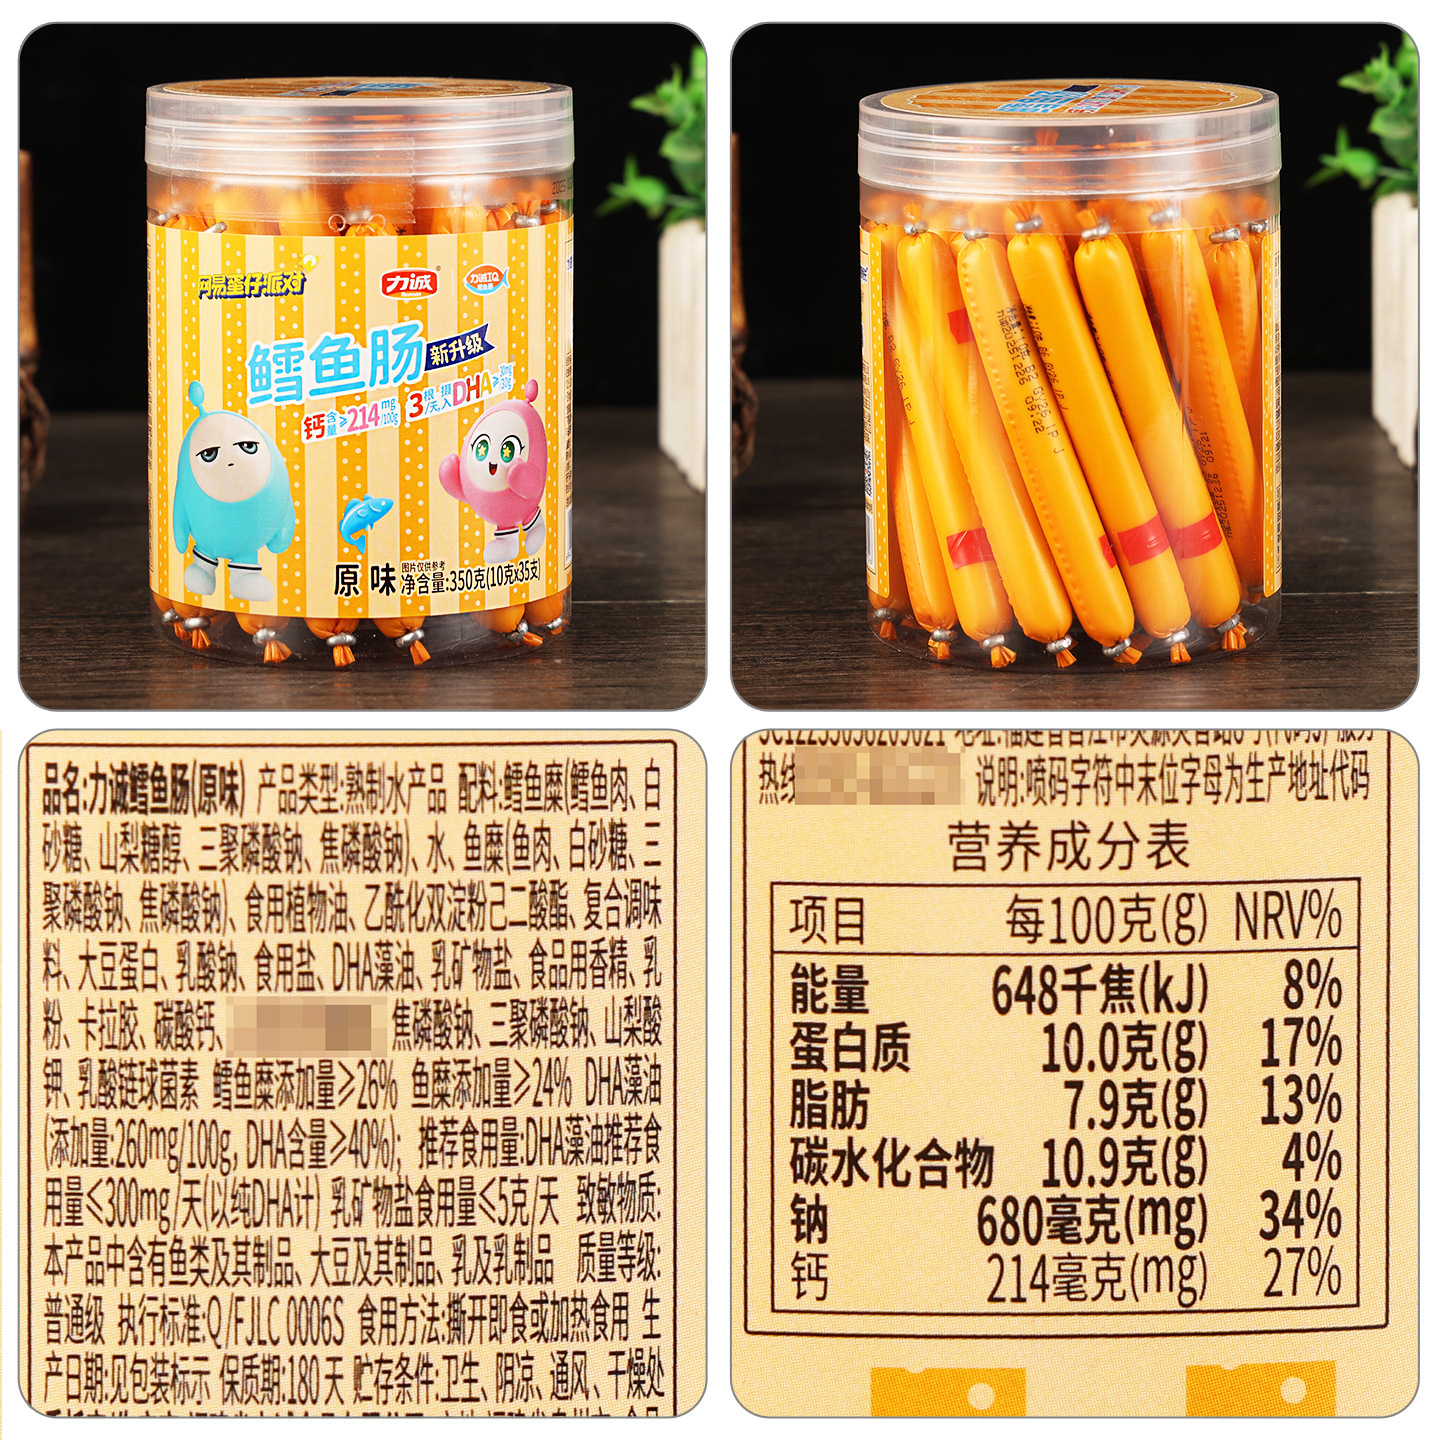 网易蛋仔派对
力诚
力诚IQ
鳕鱼肠
新升级
钙含量≥214mg/100g
3根/天,摄入DHA≥30mg/30g
图片仅供参考
原味 净含量:350克(10克x35支)
品名:力诚鳕鱼肠(原味) 产品类型:熟制水产品 配料:鳕鱼糜(鳕鱼肉、白
砂糖、山梨糖醇、三聚磷酸钠、焦磷酸钠)、水、鱼糜(鱼肉、白砂糖、三
聚磷酸钠、焦磷酸钠)、食用植物油、乙酰化双淀粉己二酸酯、复合调味
料、大豆蛋白、乳酸钠、食用盐、DHA藻油、乳矿物盐、食品用香精、乳
粉、卡拉胶、碳酸钙、 焦磷酸钠、三聚磷酸钠、山梨酸
钾、乳酸链球菌素 鳕鱼糜添加量≥26% 鱼糜添加量≥24% DHA藻油
(添加量:260mg/100g, DHA含量≥40%); 推荐食用量:DHA藻油推荐食
用量≤300mg/天(以纯DHA计) 乳矿物盐食用量≤5克/天 致敏物质:
本产品中含有鱼类及其制品、大豆及其制品、乳及乳制品 质量等级:
普通级 执行标准:Q/FJLC 0006S 食用方法:撕开即食或加热食用 生
产日期:见包装标示 保质期:180天 贮存条件:卫生、阴凉、通风、干燥处
热线 说明:喷码字符中末位字母为生产地址代码
营养成分表
项目 每100克(g) NRV%
能量 648千焦(kJ) 8%
蛋白质 10.0克(g) 17%
脂肪 7.9克(g) 13%
碳水化合物 10.9克(g) 4%
钠 680毫克(mg) 34%
钙 214毫克(mg) 27%